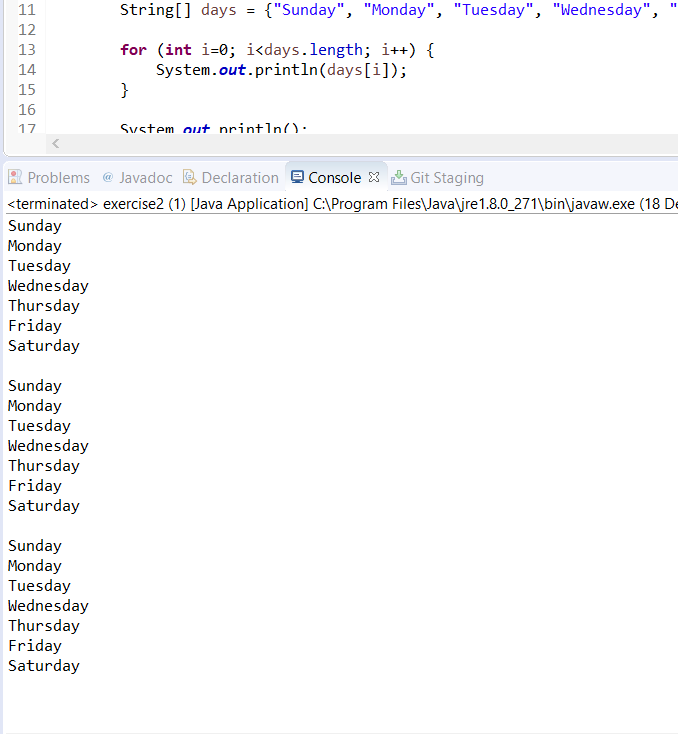 11 String[] days = {"Sunday", "Monday", "Tuesday", "Wednesday", "
12
13 for (int i=0; i<days.length; i++) {
14 System.out.println(days[i]);
15 }
16
17 System.out.println();
Problems @ Javadoc Declaration Console Git Staging
<terminated> exercise2 (1) [Java Application] C:\Program Files\Java\jre1.8.0_271\bin\javaw.exe (18 De
Sunday
Monday
Tuesday
Wednesday
Thursday
Friday
Saturday
Sunday
Monday
Tuesday
Wednesday
Thursday
Friday
Saturday
Sunday
Monday
Tuesday
Wednesday
Thursday
Friday
Saturday